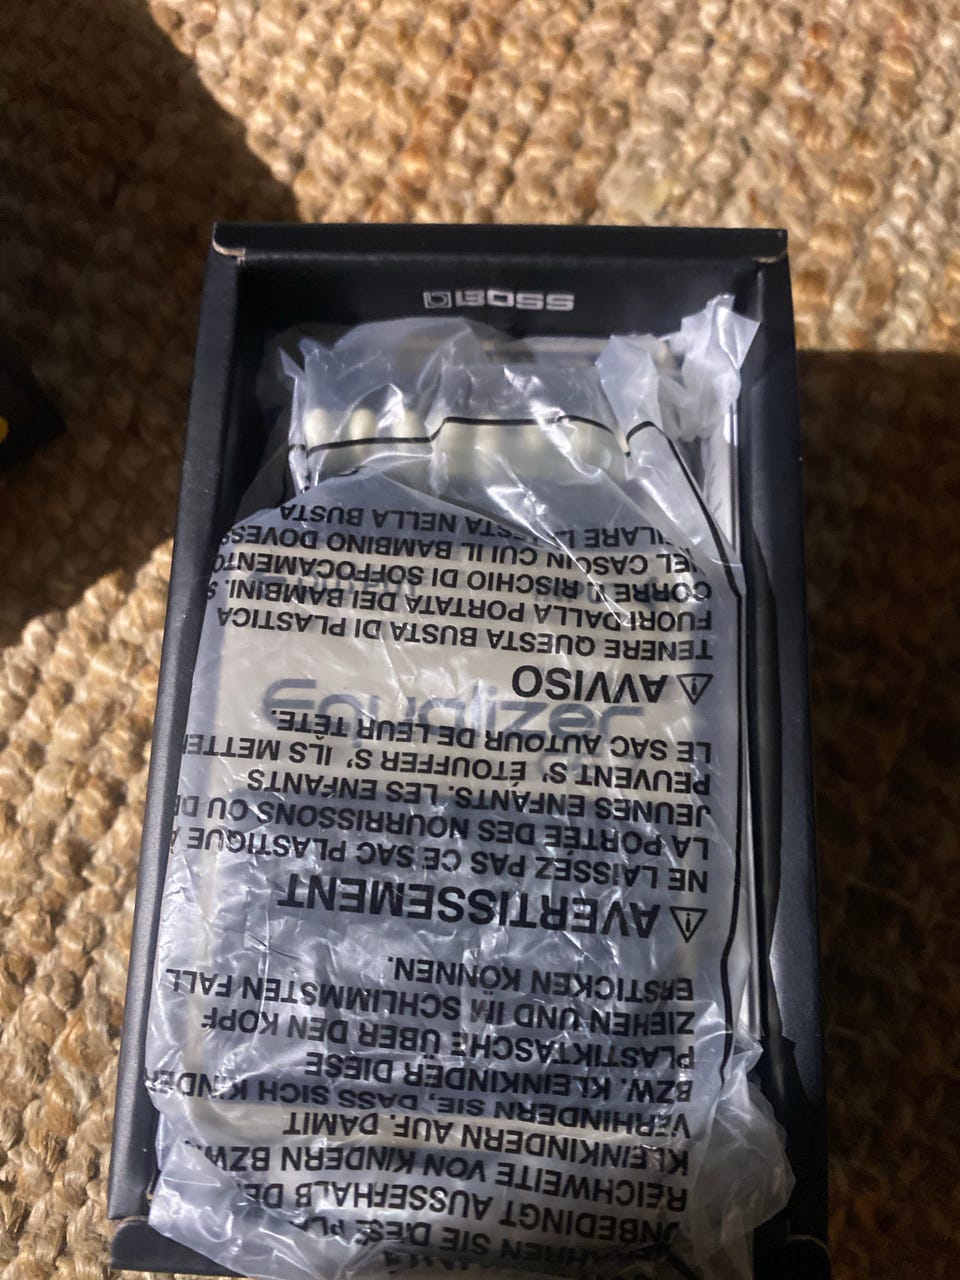 BOSS
Equalizer
SIE DIESE
UNBEDINGT AUSSERHALB DE
REICHWEITE VON KINDERN BZW.
KLEINKINDERN AUF. DAMIT
VERHINDERN SIE, DASS SICH KINDER
BZW. KLEINKINDER DIESE
PLASTIKTASCHE ÜBER DEN KOPF
ZIEHEN UND IM SCHLIMMSTEN FALL
ERSTICKEN KÖNNEN.
AVERTISSEMENT
NE LAISSEZ PAS CE SAC PLASTIQUE À
LA PORTÉE DES NOURRISSONS OU DE
JEUNES ENFANTS. LES ENFANTS
PEUVENT S' ÉTOUFFER S' ILS METTE
LE SAC AUTOUR DE LEUR TÊTE.
AVVISO
TENERE QUESTA BUSTA DI PLASTICA
FUORI DALLA PORTATA DEI BAMBINI. S
CORRE IL RISCHIO DI SOFFOCAMENTO
CASO IN CUI IL BAMBINO DOVES
NELLA BUSTA